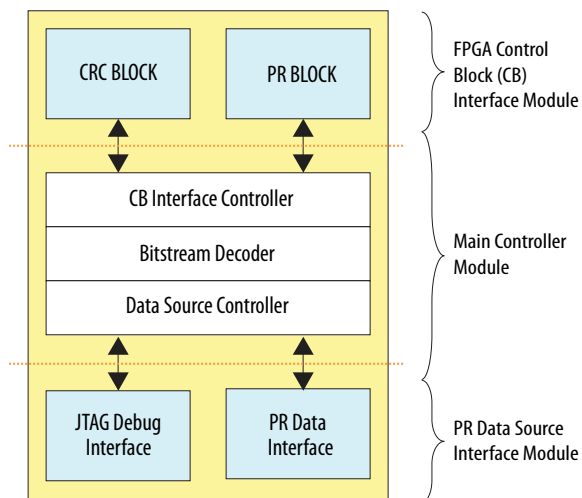 CRC BLOCK
PR BLOCK
FPGA Control
Block (CB)
Interface Module
CB Interface Controller
Bitstream Decoder
Data Source Controller
Main Controller
Module
JTAG Debug
Interface
PR Data
Interface
PR Data Source
Interface Module